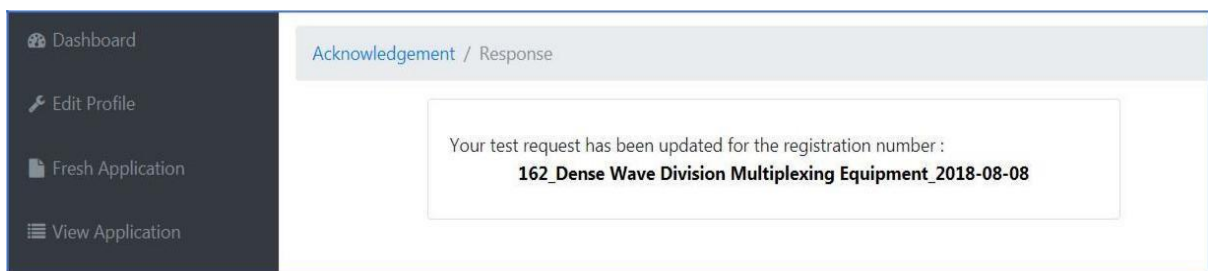 Dashboard
Edit Profile
Fresh Application
View Application
Acknowledgement / Response
Your test request has been updated for the registration number :
162_Dense Wave Division Multiplexing Equipment_2018-08-08